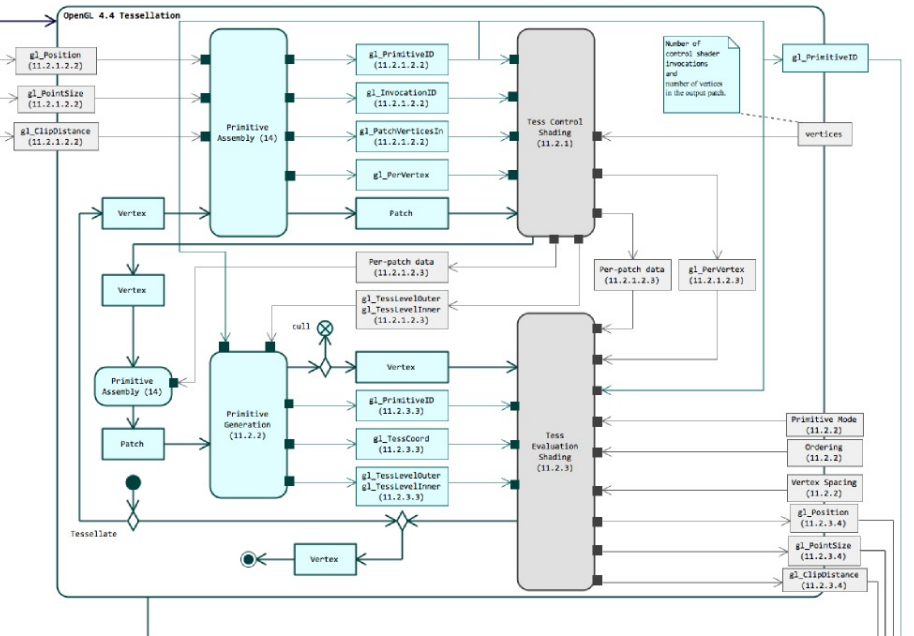 OpenGL 4.4 Tessellation
gl_Position
(11.2.1.2.2)
gl_PointSize
(11.2.1.2.2)
gl_ClipDistance
(11.2.1.2.2)
Primitive
Assembly (14)
gl_PrimitiveID
(11.2.1.2.2)
gl_InvocationID
(11.2.1.2.2)
gl_PatchVerticesIn
(11.2.1.2.2)
gl_PerVertex
Patch
Tess Control
Shading
(11.2.1)
Number of
control shader
invocations
and
number of vertices
in the output patch.
gl_PrimitiveID
vertices
Vertex
Vertex
Per-patch data
(11.2.1.2.3)
gl_TessLevelOuter
gl_TessLevelInner
(11.2.1.2.3)
Per-patch data
(11.2.1.2.3)
gl_PerVertex
(11.2.1.2.3)
cull
Primitive
Assembly (14)
Patch
Primitive
Generation
(11.2.2)
Vertex
gl_PrimitiveID
(11.2.3.3)
gl_TessCoord
(11.2.3.3)
gl_TessLevelOuter
gl_TessLevelInner
(11.2.3.3)
Tess
Evaluation
Shading
(11.2.3)
Primitive Mode
(11.2.2)
Ordering
(11.2.2)
Vertex Spacing
(11.2.2)
gl_Position
(11.2.3.4)
gl_PointSize
(11.2.3.4)
gl_ClipDistance
(11.2.3.4)
Tessellate
Vertex